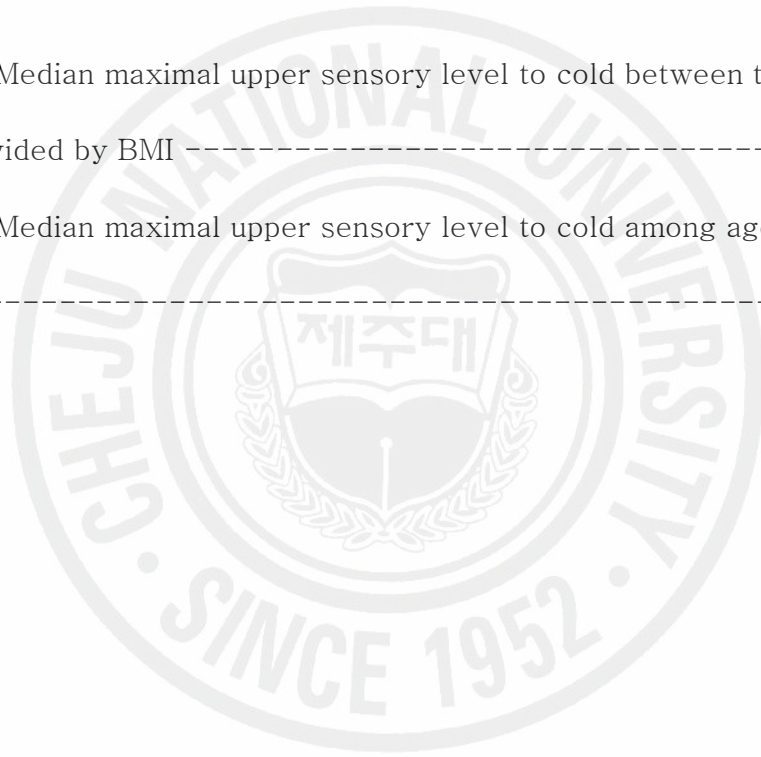 Median maximal upper sensory level to cold between
vided by BMI --------------------------------
Median maximal upper sensory level to cold among
--------------------------------------------
CHEJU NATIONAL UNIVERSITY
제주대
SINCE 1952